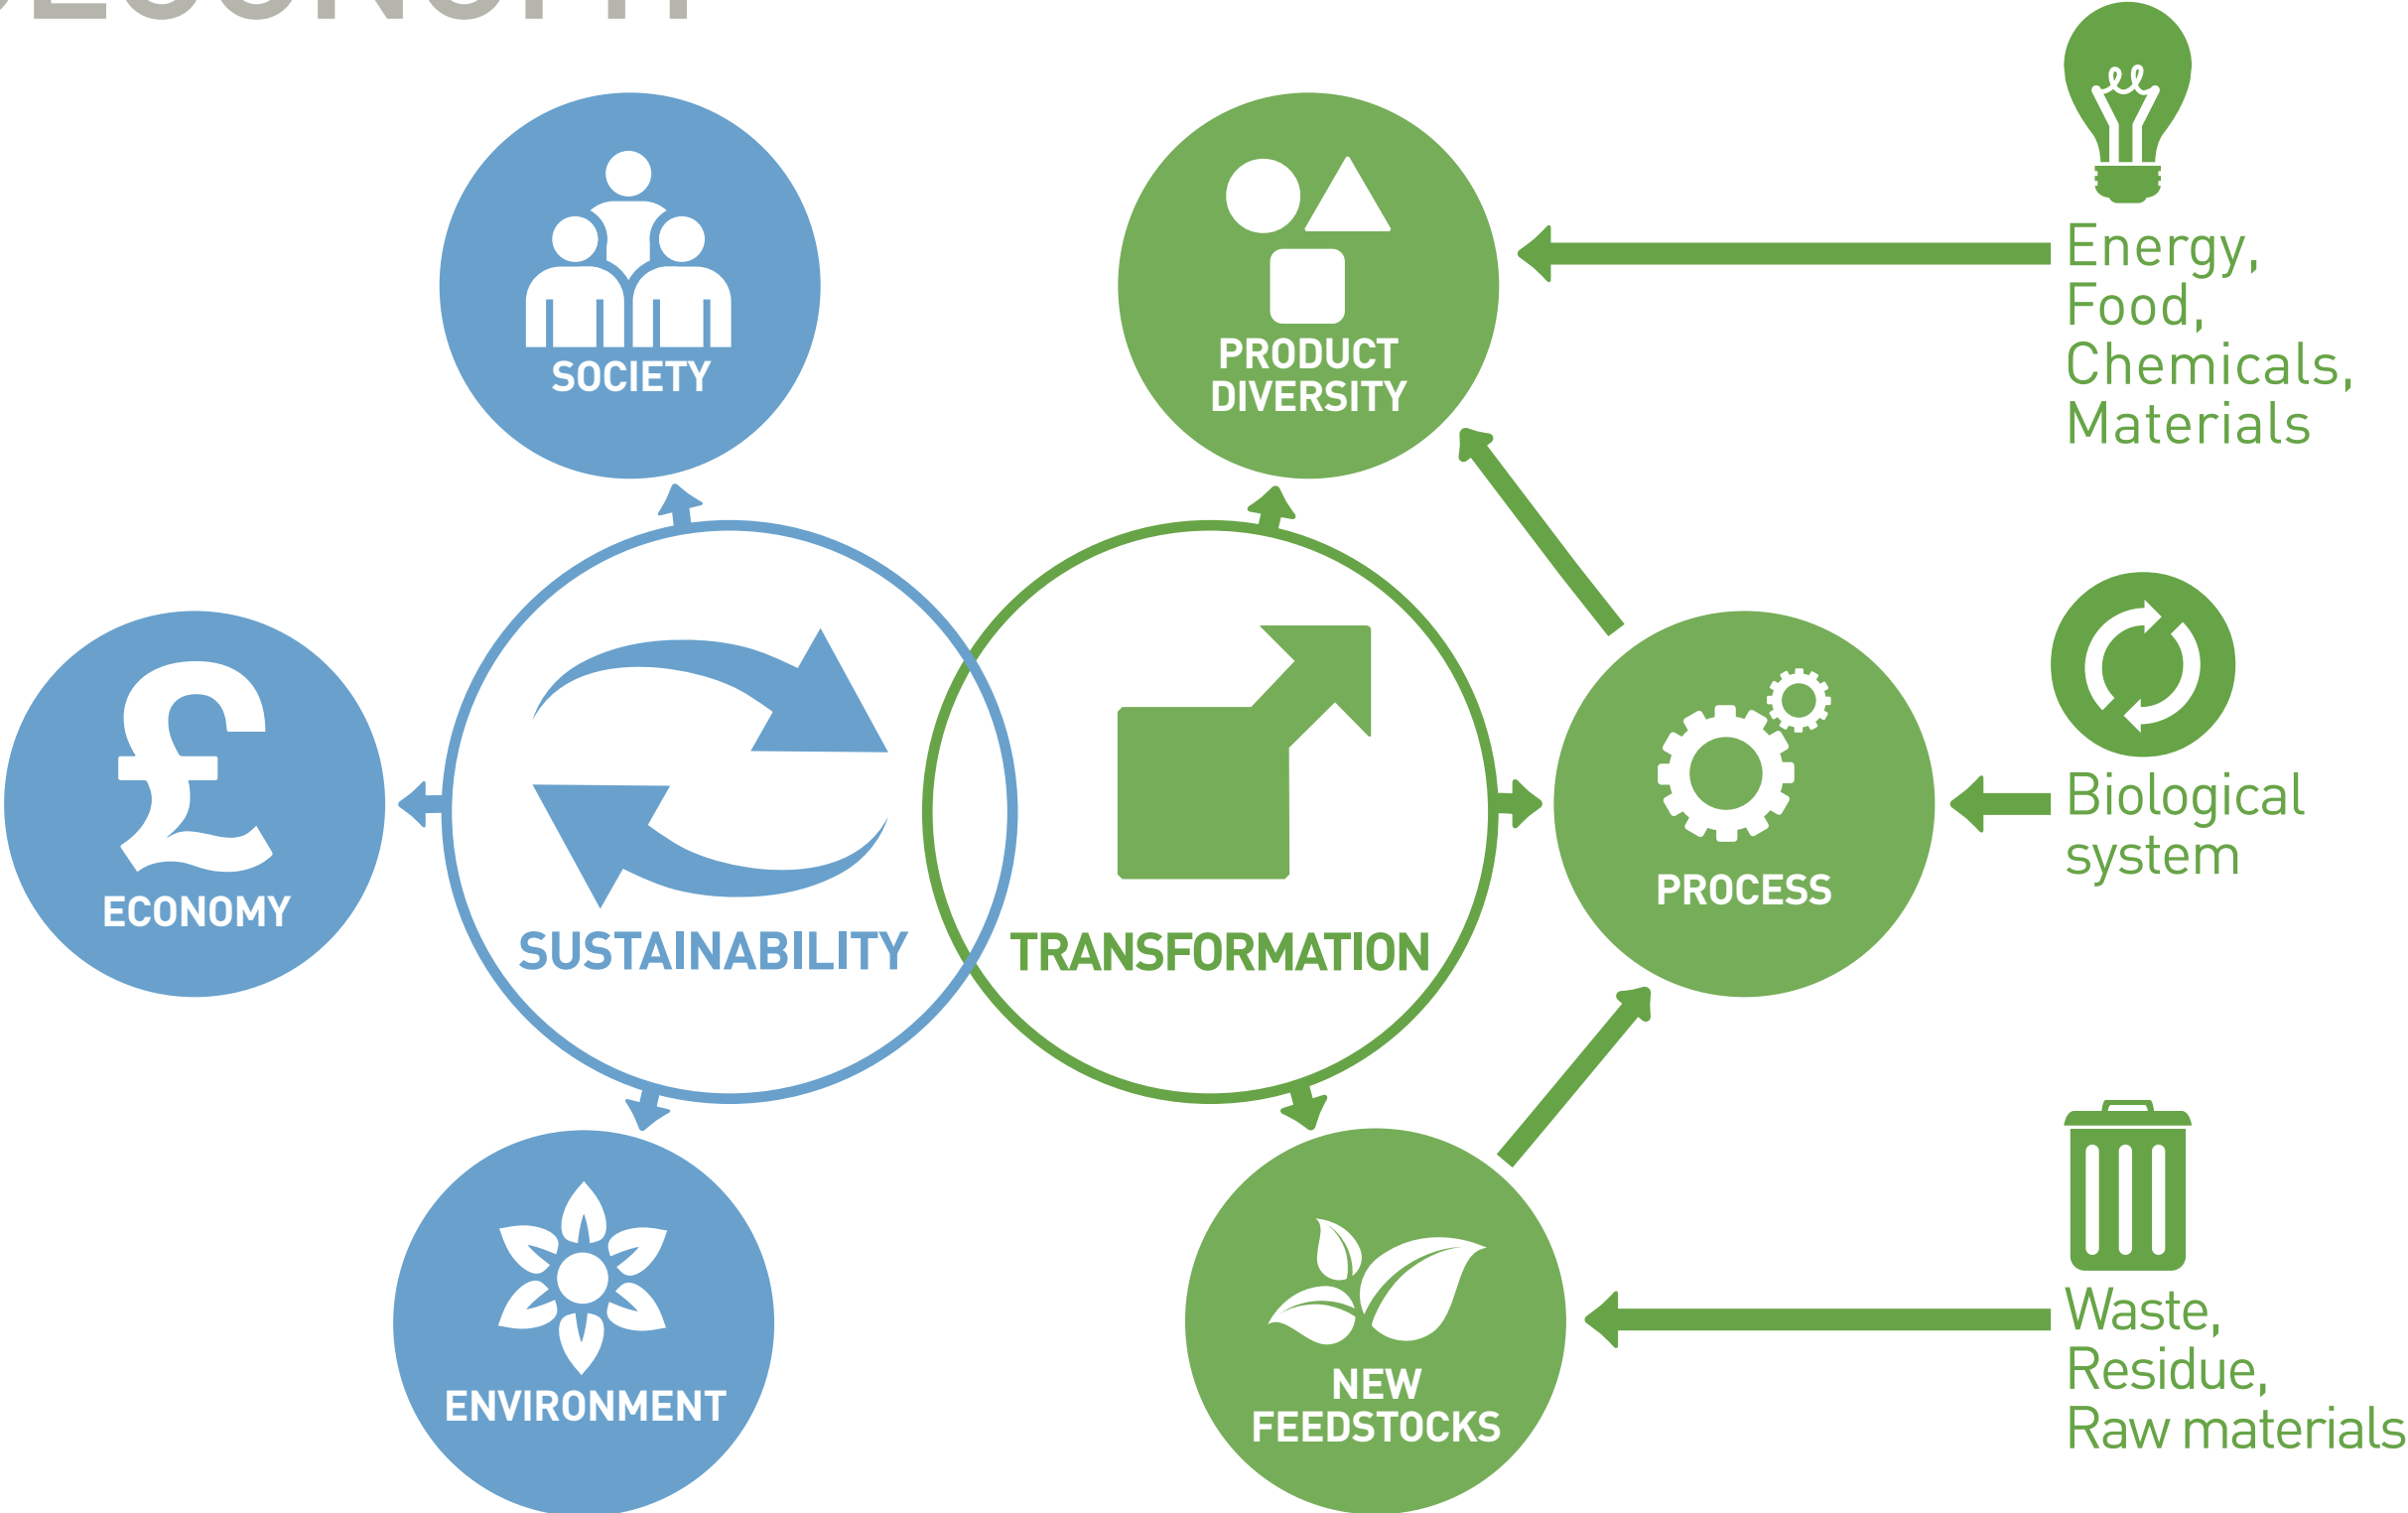 SOCIETY
PRODUCT
DIVERSITY
Energy,
Food,
Chemicals,
Materials
ECONOMY
SUSTAINABILITY
TRANSFORMATION
PROCESS
Biological
system
ENVIRONMENT
NEW
FEEDSTOCKS
Waste,
Residue,
Raw materials